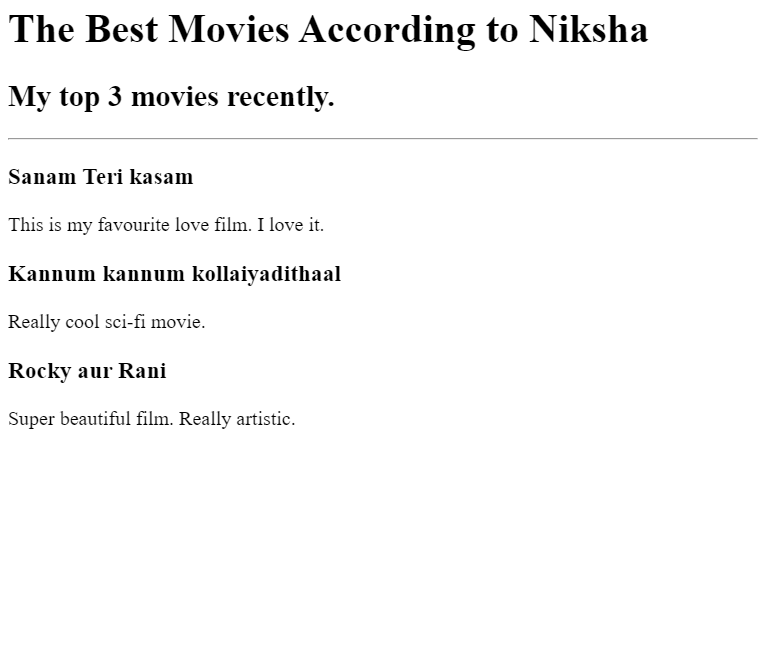 The Best Movies According to Niksha
My top 3 movies recently.
Sanam Teri kasam
This is my favourite love film. I love it.
Kannum kannum kollaiyadithaal
Really cool sci-fi movie.
Rocky aur Rani
Super beautiful film. Really artistic.